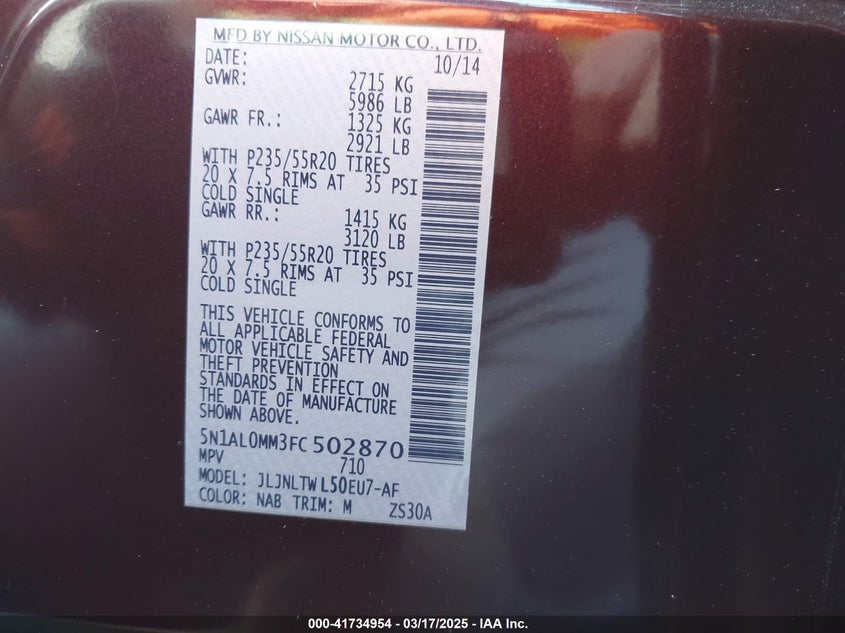 MFD BY NISSAN MOTOR CO., LTD.
DATE: 10/14
GVWR: 2715 KG
5986 LB
GAWR FR.: 1325 KG
2921 LB
WITH P235/55R20 TIRES
20 X 7.5 RIMS AT 35 PSI
COLD SINGLE
GAWR RR.: 1415 KG
3120 LB
WITH P235/55R20 TIRES
20 X 7.5 RIMS AT 35 PSI
COLD SINGLE
THIS VEHICLE CONFORMS TO
ALL APPLICABLE FEDERAL
MOTOR VEHICLE SAFETY AND
THEFT PREVENTION
STANDARDS IN EFFECT ON
THE DATE OF MANUFACTURE
SHOWN ABOVE.
5N1AL0MM3FC502870
MPV 710
MODEL: JLJNLTWL50EU7-AF
COLOR: NAB TRIM: M ZS30A
000-41734954 — 03/17/2025 — IAA Inc.